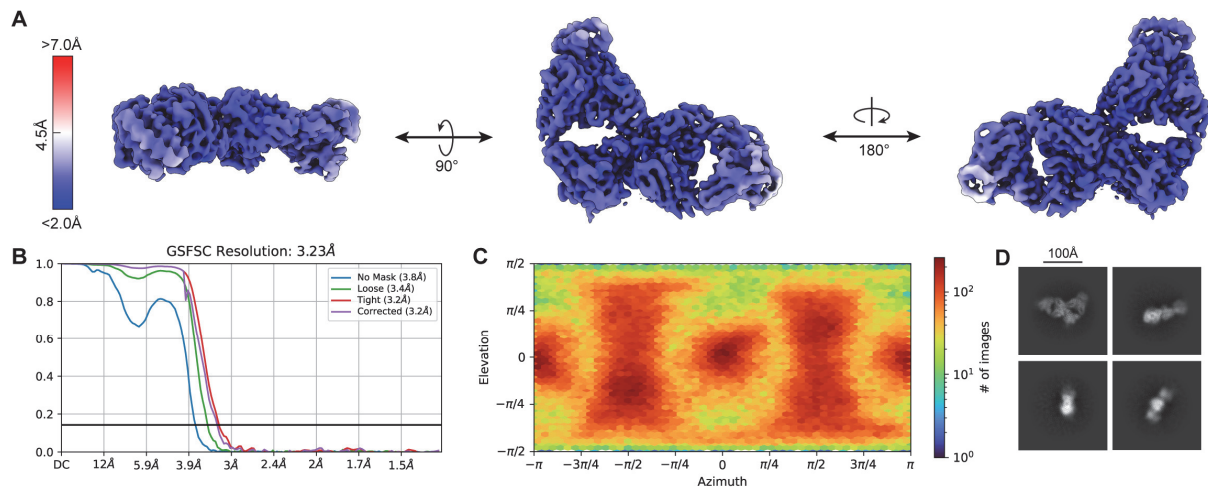 A
>7.0Å
4.5Å
<2.0Å
90°
180°
B
GSFSC Resolution: 3.23Å
No Mask (3.8Å)
Loose (3.4Å)
Tight (3.2Å)
Corrected (3.2Å)
1.0
0.8
0.6
0.4
0.2
0.0
DC 12Å 5.9Å 3.9Å 3Å 2.44Å 2Å 1.7Å 1.5Å
C
π/2
π/4
0
−π/4
−π/2
Elevation
−π −3π/4 −π/2 −π/4 0 π/4 π/2 3π/4 π
Azimuth
10²
10¹
10⁰
# of images
D
100Å